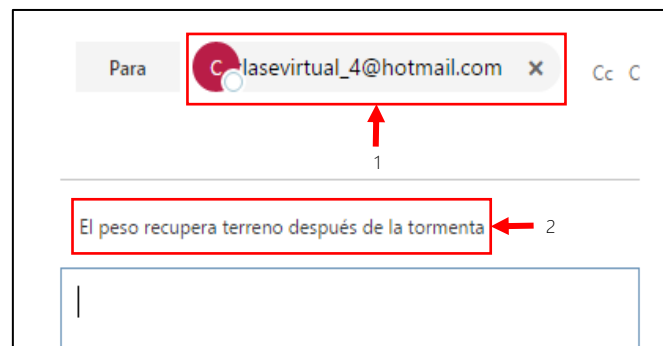 Para C lasevirtual_4@hotmail.com × Cc C
1
El peso recupera terreno después de la tormenta 2